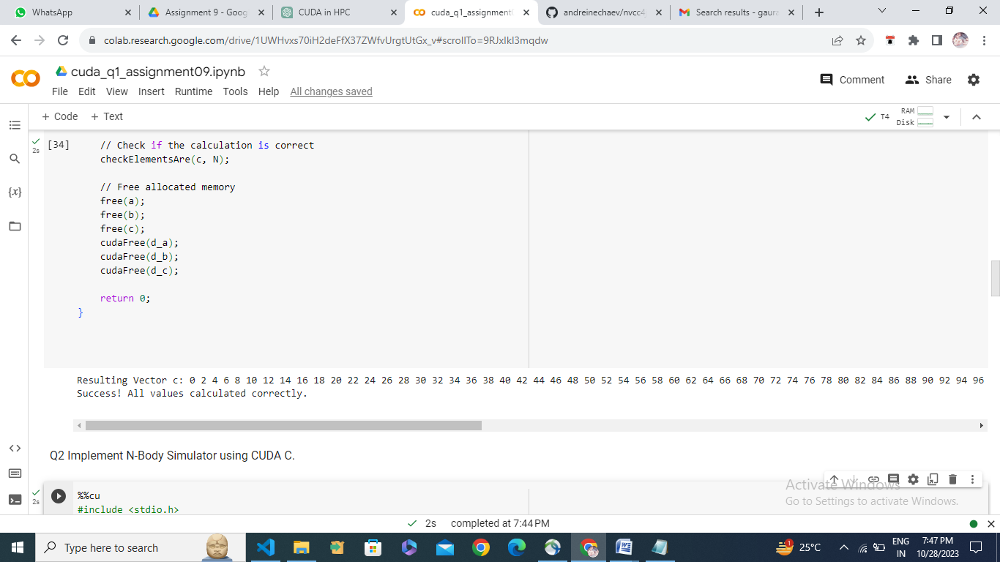 WhatsApp
Assignment 9 - Goog
CUDA in HPC
cuda_q1_assignment
andreinechaev/nvcc4
Search results - gaura
colab.research.google.com/drive/1UWHvxs70iH2deFfX37ZWfvUrgtUtGx_v#scrollTo=9RJxIkI3mqdw
cuda_q1_assignment09.ipynb
File Edit View Insert Runtime Tools Help All changes saved
Comment
Share
+ Code + Text
T4
RAM
Disk
[34]
2s
// Check if the calculation is correct
checkElementsAre(c, N);
// Free allocated memory
free(a);
free(b);
free(c);
cudaFree(d_a);
cudaFree(d_b);
cudaFree(d_c);
return 0;
}
{x}
Resulting Vector c: 0 2 4 6 8 10 12 14 16 18 20 22 24 26 28 30 32 34 36 38 40 42 44 46 48 50 52 54 56 58 60 62 64 66 68 70 72 74 76 78 80 82 84 86 88 90 92 94 96
Success! All values calculated correctly.
Q2 Implement N-Body Simulator using CUDA C.
2s
%%cu
#include <stdio.h>
Activate Windows
Go to Settings to activate Windows.
2s completed at 7:44 PM
Type here to search
1
25°C
ENG
IN
7:47 PM
10/28/2023